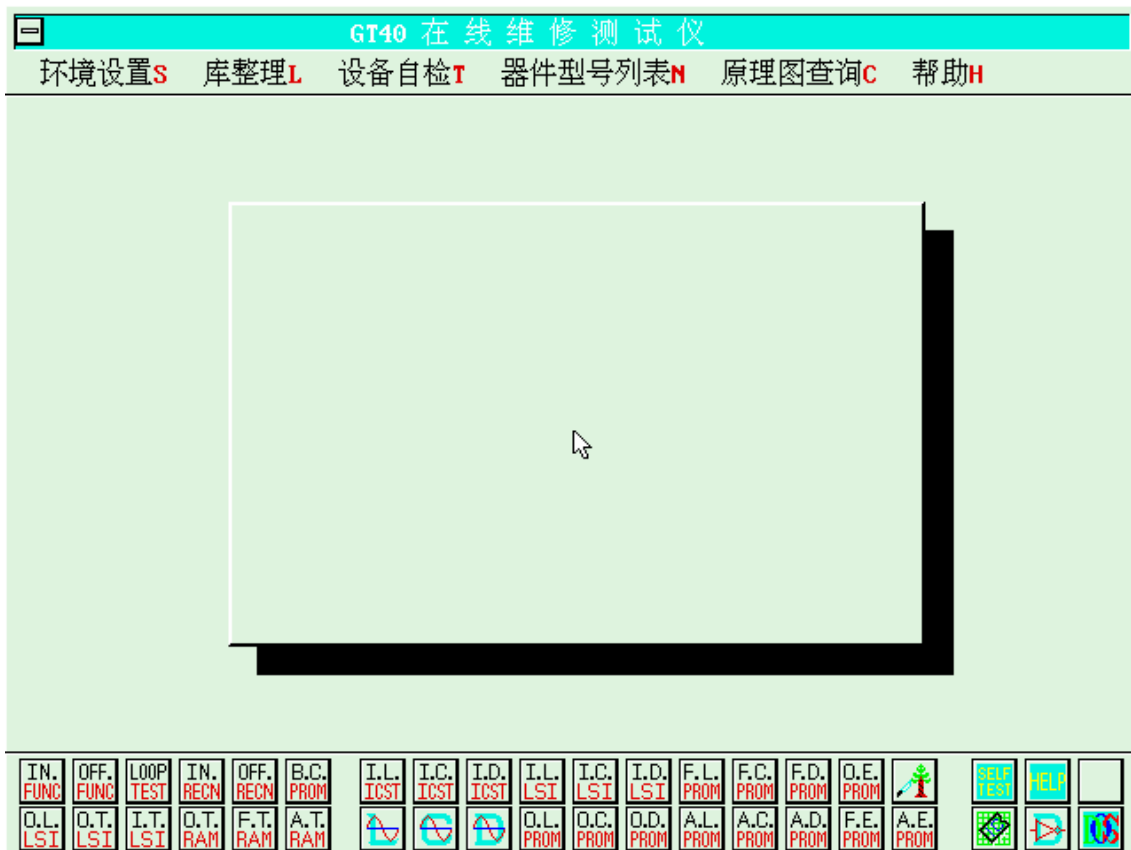 GT40 在线维修测试仪
环境设置S 库整理L 设备自检T 器件型号列表N 原理图查询C 帮助H
IN. OFF. LOOP IN. OFF. B.C. I.L. I.C. I.D. I.L. I.C. I.D. F.L. F.C. F.D. O.E. SELF HELP
FUNC FUNC TEST RECN RECN PROM ICST ICST ICST LSI LSI LSI PROM PROM PROM PROM TEST
O.L. O.T. I.T. O.T. F.T. A.T. O.L. O.C. O.D. A.L. A.C. A.D. F.E. A.E.
LSI LSI LSI RAM RAM RAM PROM PROM PROM PROM PROM PROM PROM PROM